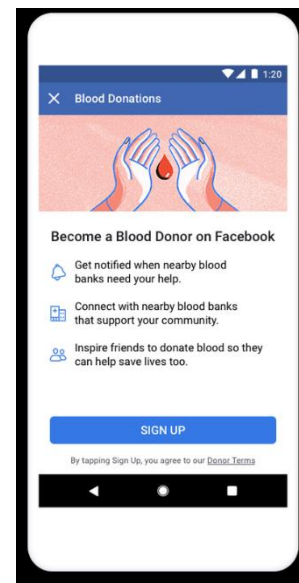 1:20
Blood Donations
Become a Blood Donor on Facebook
Get notified when nearby blood
banks need your help.
Connect with nearby blood banks
that support your community.
Inspire friends to donate blood so they
can help save lives too.
SIGN UP
By tapping Sign Up, you agree to our Donor Terms